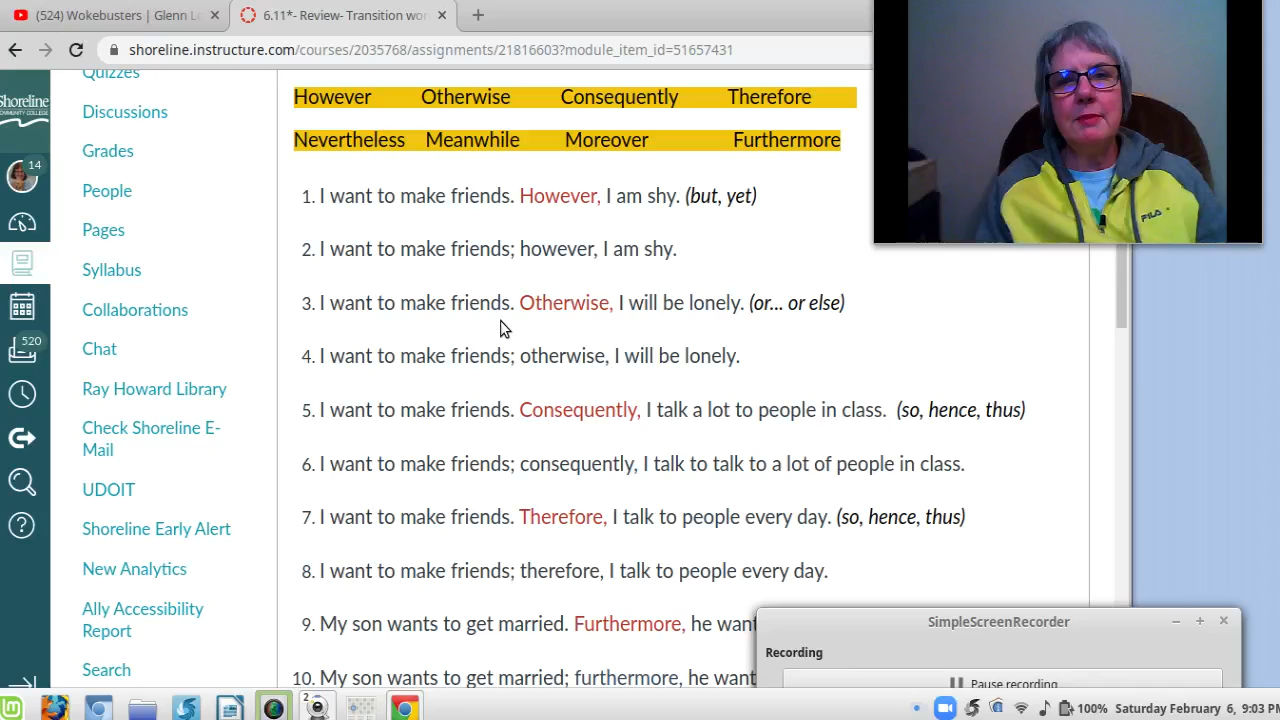 (524) Wokebusters | Glenn L
6.11*- Review- Transition wor
shoreline.instructure.com/courses/2035768/assignments/21816603?module_item_id=51657431
Shoreline
COMMUNITY COLLEGE
14
520
Quizzes
Discussions
Grades
People
Pages
Syllabus
Collaborations
Chat
Ray Howard Library
Check Shoreline E-
Mail
UDOIT
Shoreline Early Alert
New Analytics
Ally Accessibility
Report
Search
However Otherwise Consequently Therefore
Nevertheless Meanwhile Moreover Furthermore
1. I want to make friends. However, I am shy. (but, yet)
2. I want to make friends; however, I am shy.
3. I want to make friends. Otherwise, I will be lonely. (or... or else)
4. I want to make friends; otherwise, I will be lonely.
5. I want to make friends. Consequently, I talk a lot to people in class. (so, hence, thus)
6. I want to make friends; consequently, I talk to talk to a lot of people in class.
7. I want to make friends. Therefore, I talk to people every day. (so, hence, thus)
8. I want to make friends; therefore, I talk to people every day.
9. My son wants to get married. Furthermore, he want
10. My son wants to get married; furthermore, he want
FILA
SimpleScreenRecorder
Recording
Pause recording
2
100% Saturday February 6, 9:03 PM